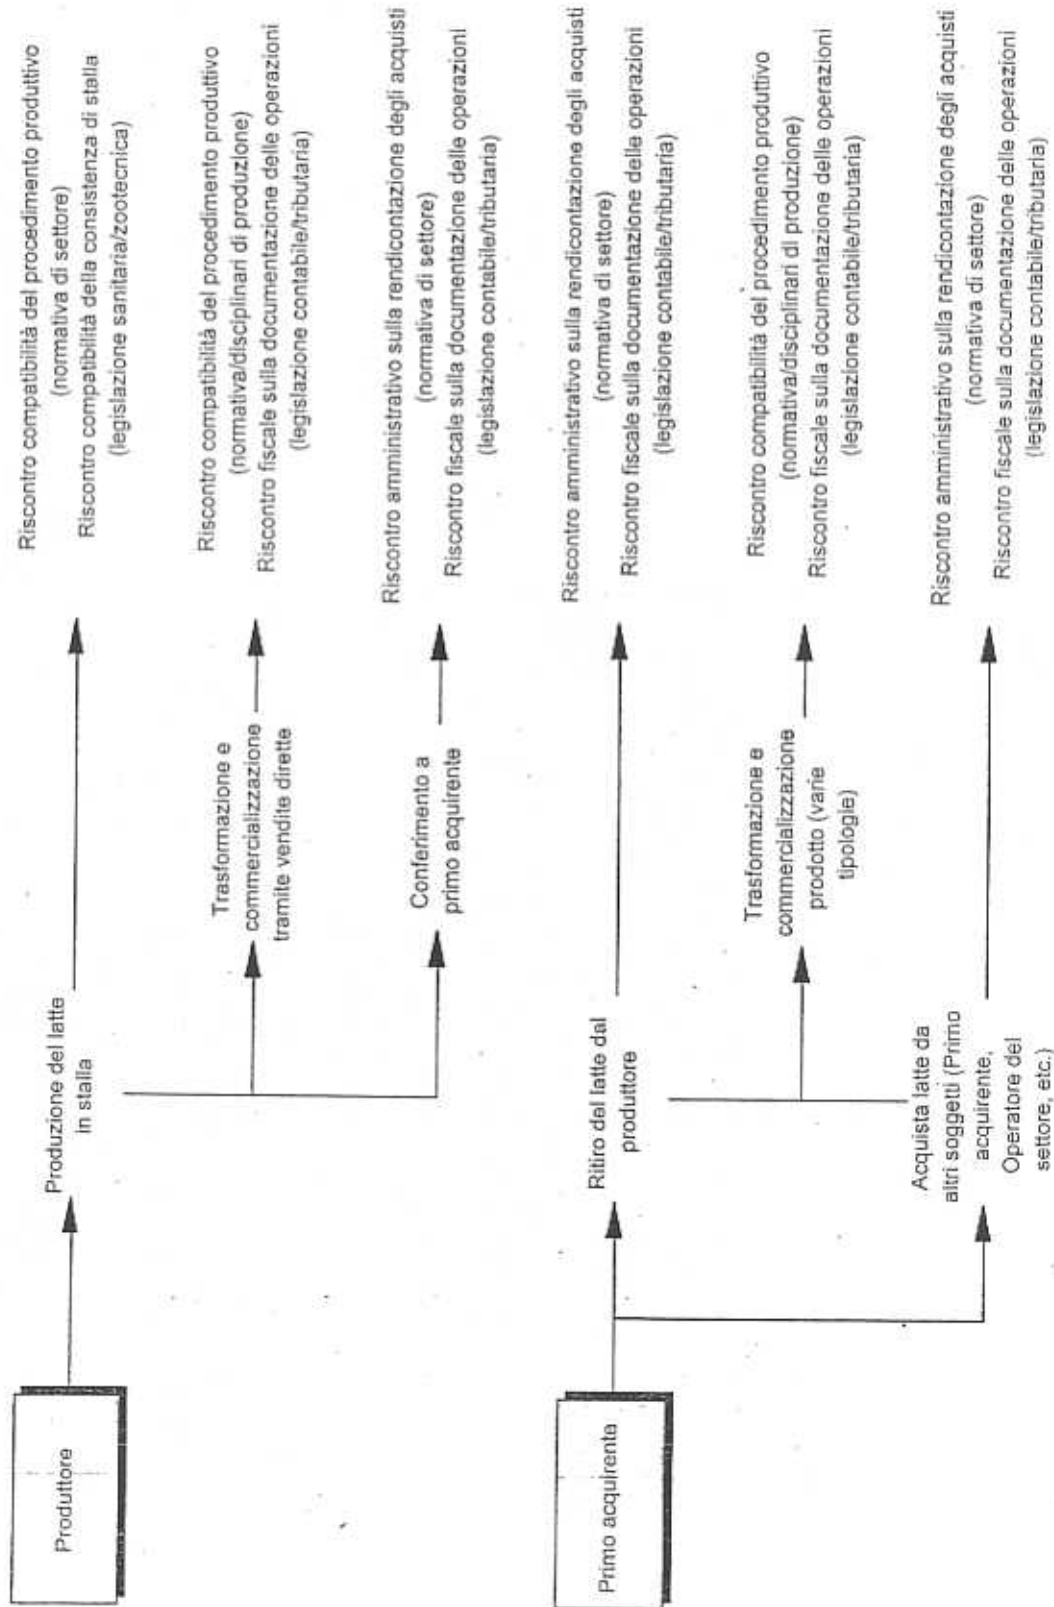 Produttore
Produzione del latte
in stalla
Riscontro compatibilità del procedimento produttivo
(normativa di settore)
Riscontro compatibilità della consistenza di stalla
(legislazione sanitaria/zootecnica)
Trasformazione e
commercializzazione
tramite vendite dirette
Riscontro compatibilità del procedimento produttivo
(normativa/disciplinari di produzione)
Riscontro fiscale sulla documentazione delle operazioni
(legislazione contabile/tributaria)
Conferimento a
primo acquirente
Riscontro amministrativo sulla rendicontazione degli acquisti
(normativa di settore)
Riscontro fiscale sulla documentazione delle operazioni
(legislazione contabile/tributaria)
Primo acquirente
Ritiro del latte dal
produttore
Riscontro amministrativo sulla rendicontazione degli acquisti
(normativa di settore)
Riscontro fiscale sulla documentazione delle operazioni
(legislazione contabile/tributaria)
Trasformazione e
commercializzazione
prodotto (varie
tipologie)
Riscontro compatibilità del procedimento produttivo
(normativa/disciplinari di produzione)
Riscontro fiscale sulla documentazione delle operazioni
(legislazione contabile/tributaria)
Acquista latte da
altri soggetti (Primo
acquirente,
Operatore del
settore, etc.)
Riscontro amministrativo sulla rendicontazione degli acquisti
(normativa di settore)
Riscontro fiscale sulla documentazione delle operazioni
(legislazione contabile/tributaria)